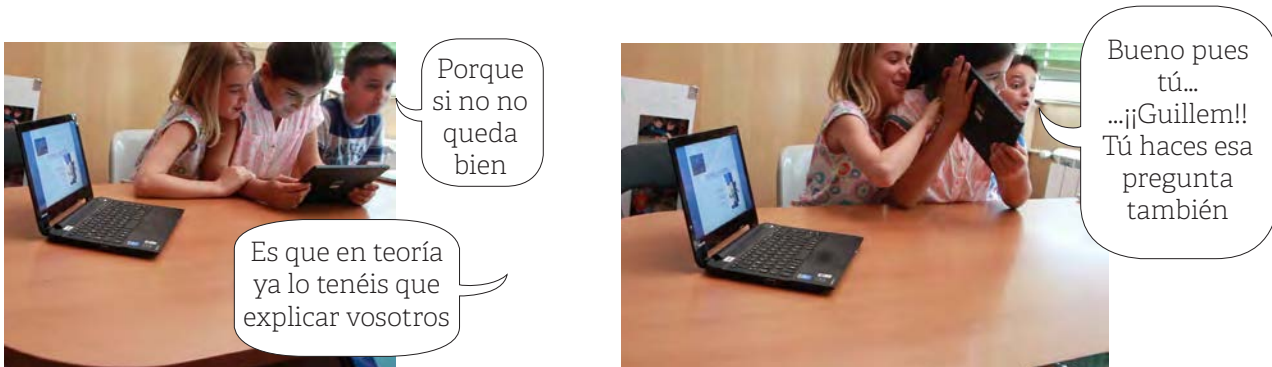 Porque
si no no
queda
bien
Es que en teoría
ya lo tenéis que
explicar vosotros
Bueno pues
tú...
...¡¡Guillem!!
Tú haces esa
pregunta
también